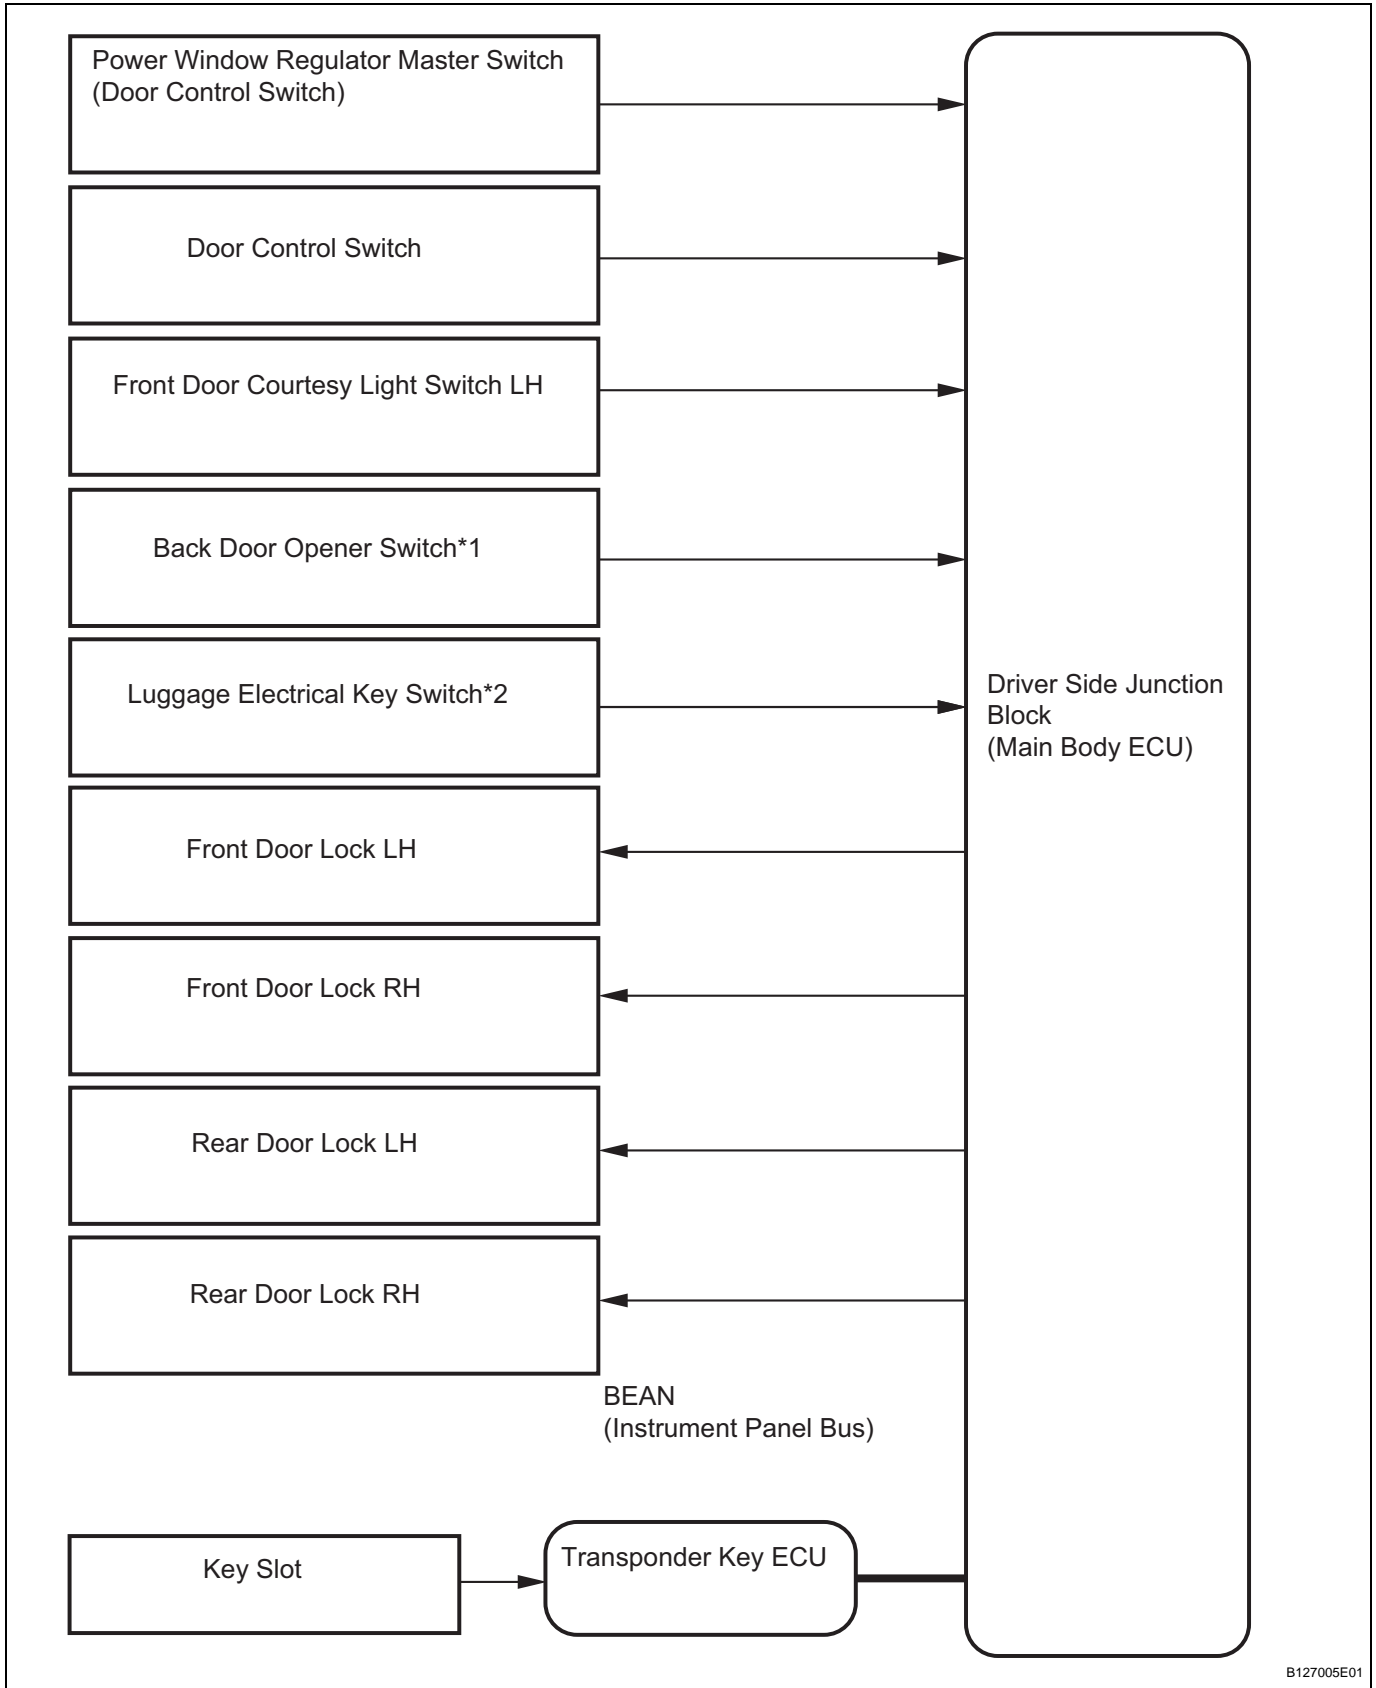 Power Window Regulator Master Switch
(Door Control Switch)
Door Control Switch
Front Door Courtesy Light Switch LH
Back Door Opener Switch*1
Luggage Electrical Key Switch*2
Driver Side Junction
Block
(Main Body ECU)
Front Door Lock LH
Front Door Lock RH
Rear Door Lock LH
Rear Door Lock RH
BEAN
(Instrument Panel Bus)
Key Slot
Transponder Key ECU
B127005E01